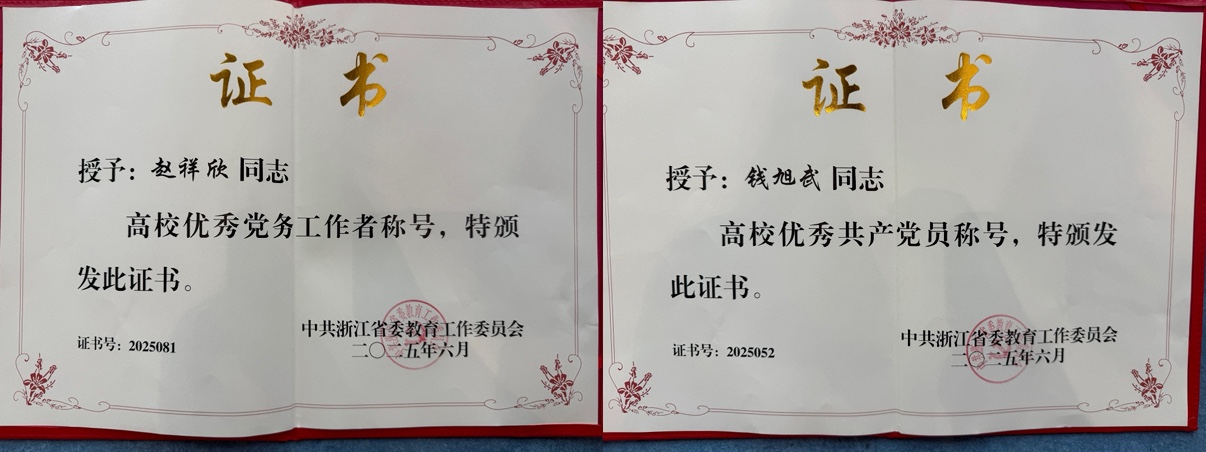 证书
授予：赵祥欣同志
高校优秀党务工作者称号，特颁
发此证书。
中共浙江省委教育工作委员会
证书号：2025081
二〇二五年六月
证书
授予：钱旭武同志
高校优秀共产党员称号，特颁发
此证书。
中共浙江省委教育工作委员会
证书号：2025052
二〇二五年六月